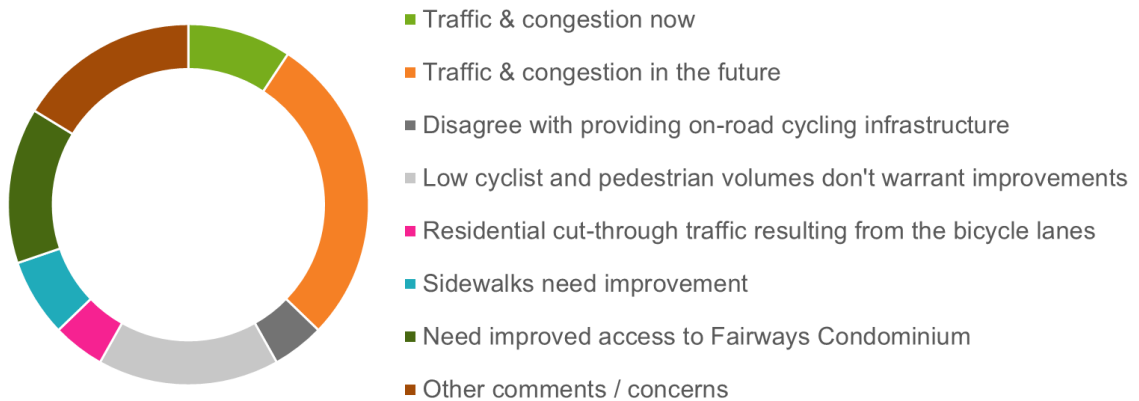 Traffic & congestion now
Traffic & congestion in the future
Disagree with providing on-road cycling infrastructure
Low cyclist and pedestrian volumes don't warrant improvements
Residential cut-through traffic resulting from the bicycle lanes
Sidewalks need improvement
Need improved access to Fairways Condominium
Other comments / concerns